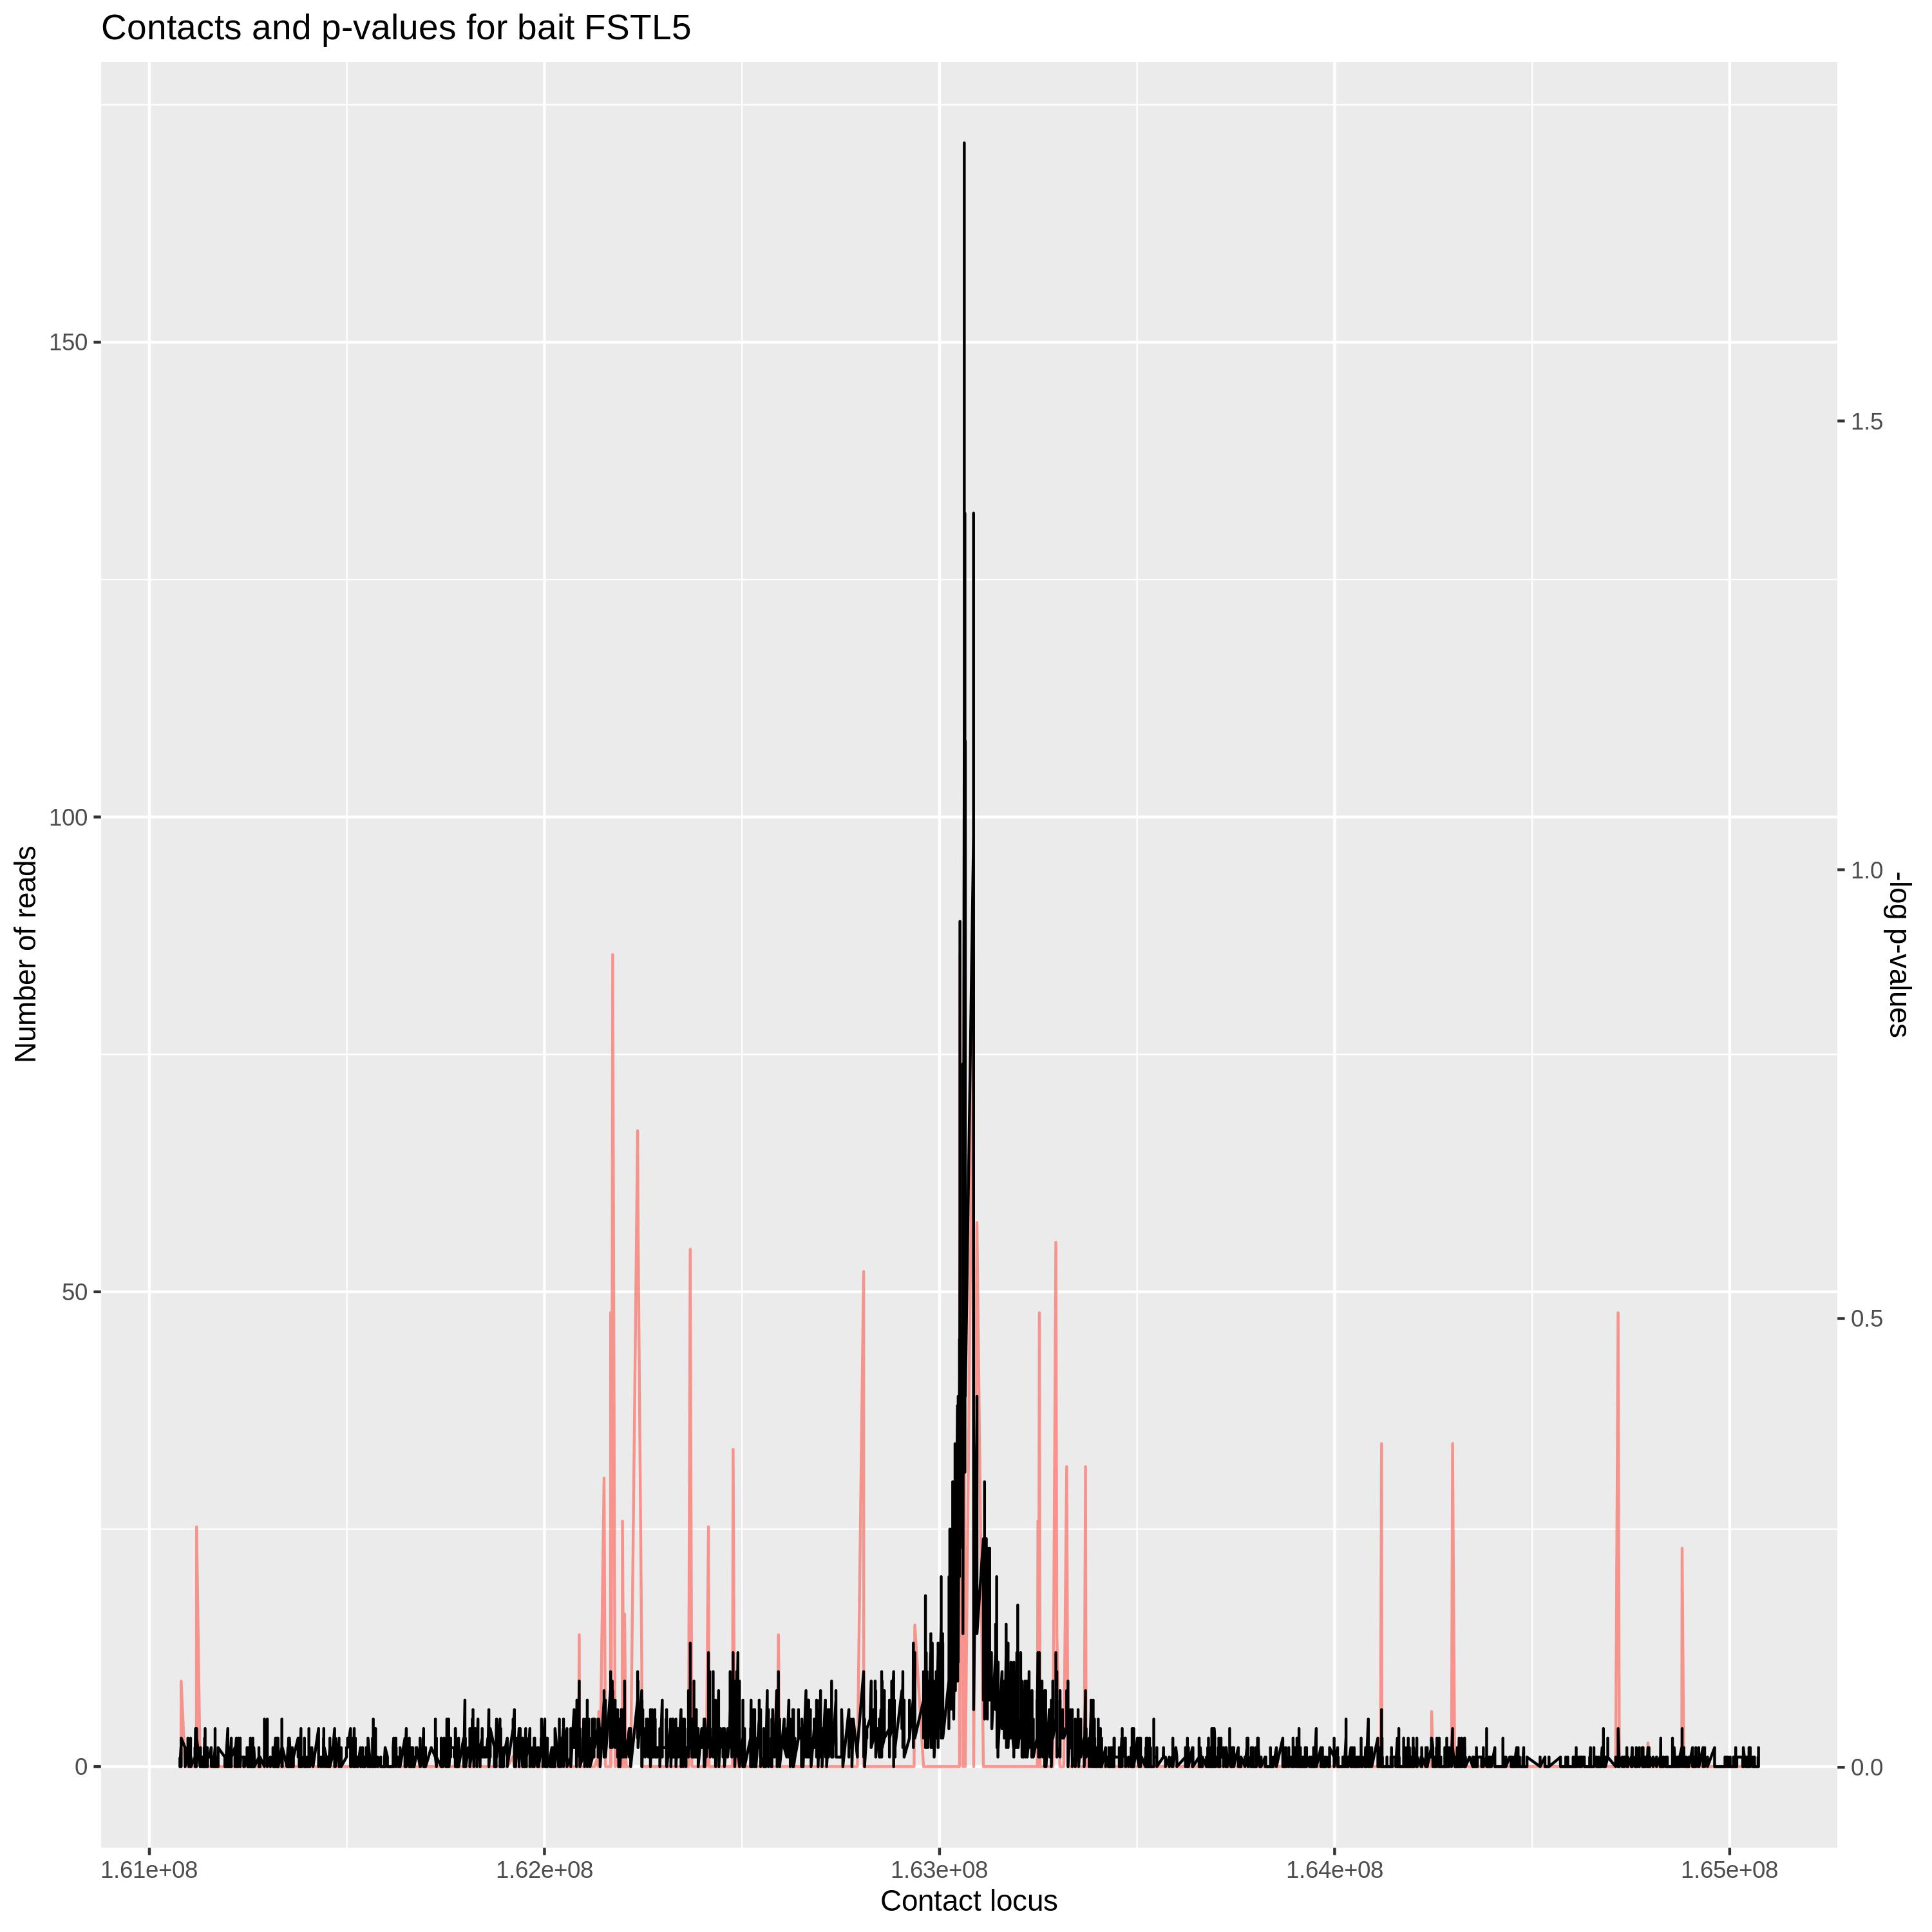 Contacts and p-values for bait FSTL5
150
100
50
0
Number of reads
1.5
1.0
0.5
0.0
-log p-values
1.61e+08
1.62e+08
1.63e+08
1.64e+08
1.65e+08
Contact locus